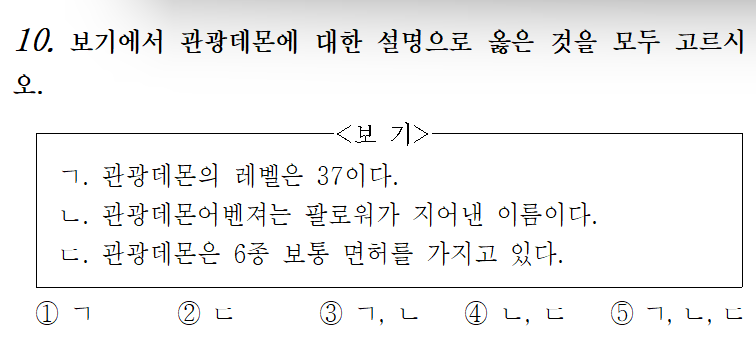 10. 보기에서 관광데몬에 대한 설명으로 옳은 것을 모두 고르시
오.
<보 기>
ㄱ. 관광데몬의 레벨은 37이다.
ㄴ. 관광데몬어벤져는 팔로워가 지어낸 이름이다.
ㄷ. 관광데몬은 6종 보통 면허를 가지고 있다.
① ㄱ ② ㄷ ③ ㄱ, ㄴ ④ ㄴ, ㄷ ⑤ ㄱ, ㄴ, ㄷ